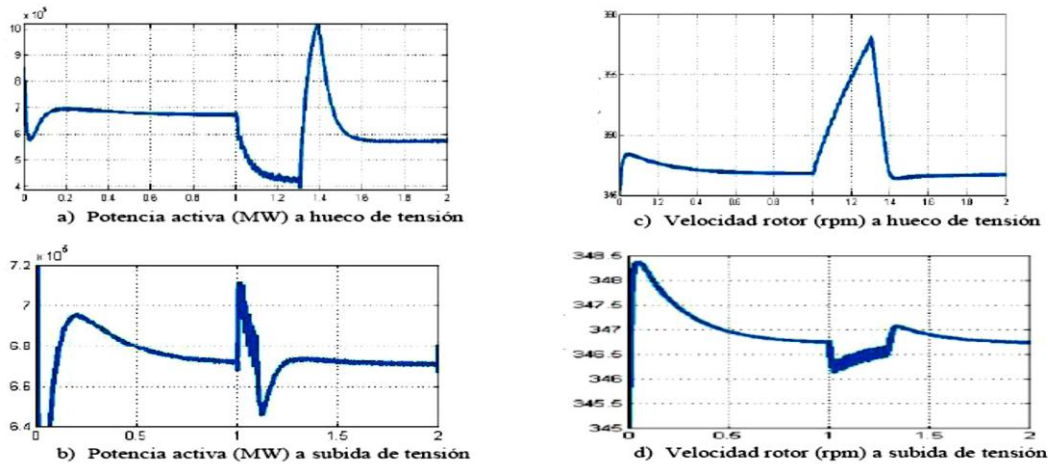 x 10⁵
10
9
8
7
6
5
4
0 0.2 0.4 0.6 0.8 1 1.2 1.4 1.6 1.8 2
a) Potencia activa (MW) a hueco de tensión
355
350
0 0.2 0.4 0.6 0.8 1 1.2 1.4 1.6 1.8 2
c) Velocidad rotor (rpm) a hueco de tensión
7.2
7
6.8
6.6
6.4
0 0.5 1 1.5 2
b) Potencia activa (MW) a subida de tensión
348.5
348
347.5
347
346.5
346
345.5
345
0 0.5 1 1.5 2
d) Velocidad rotor (rpm) a subida de tensión